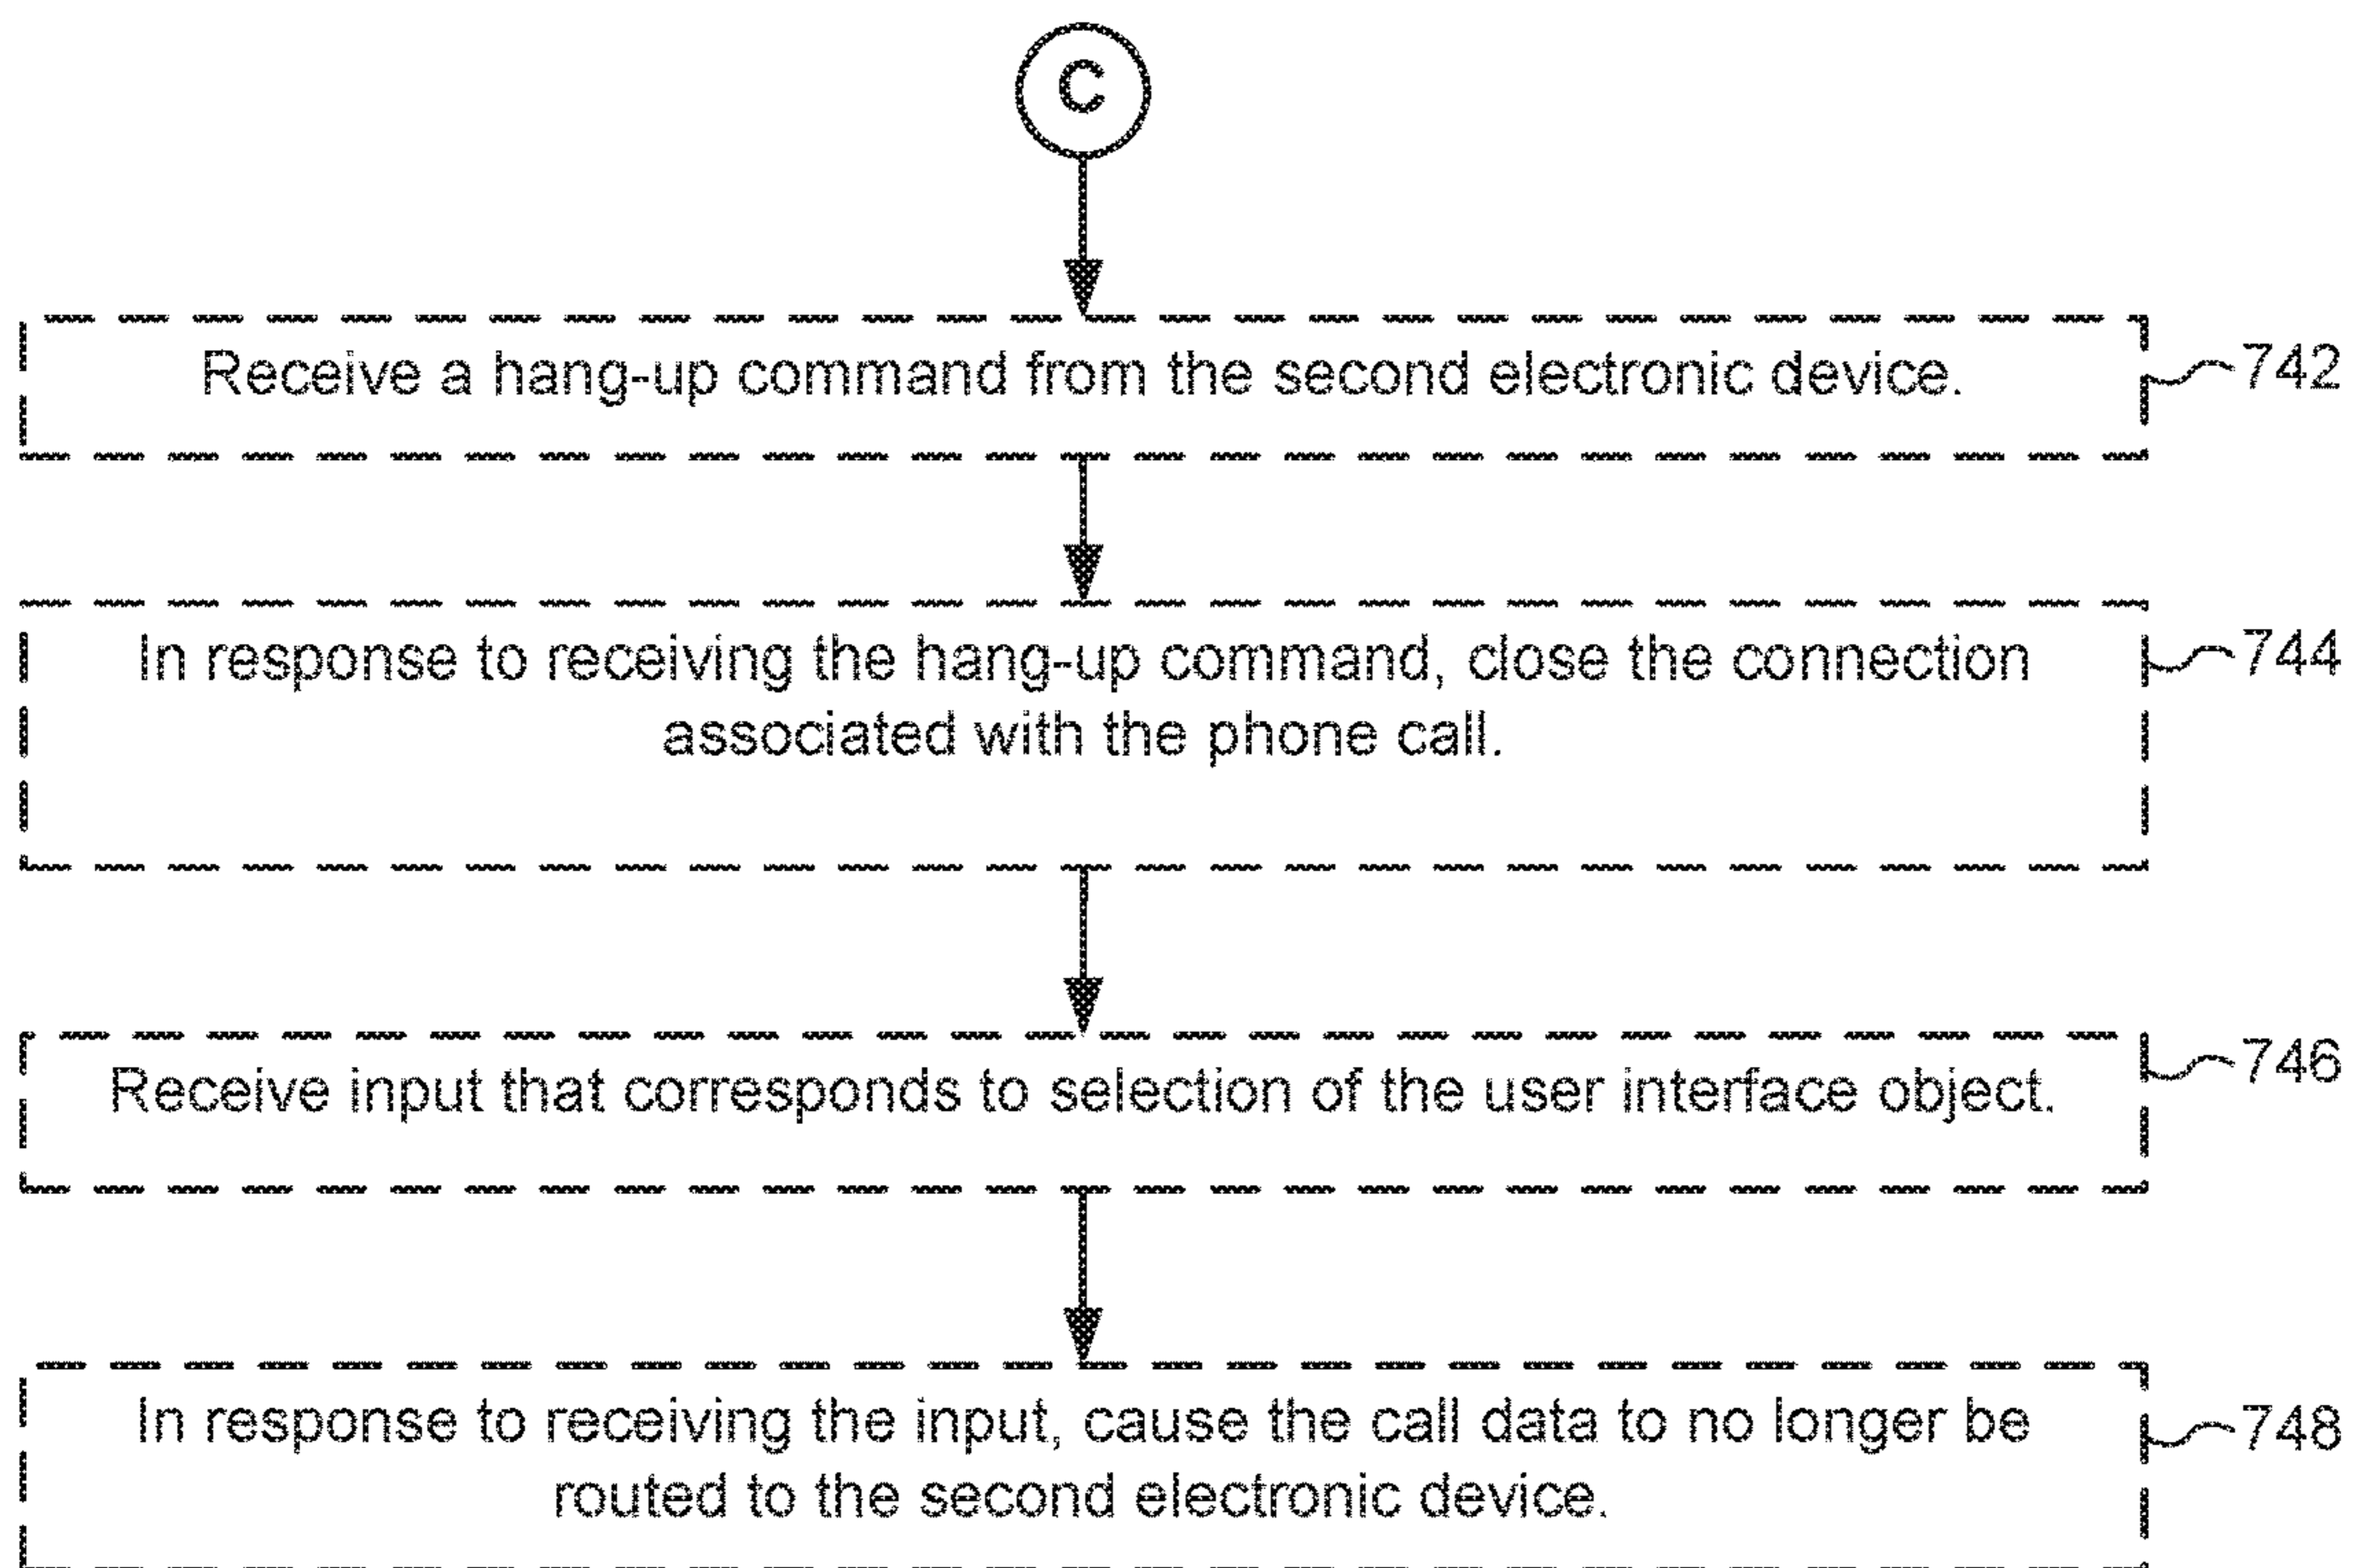 C
Receive a hang-up command from the second electronic device.
742
In response to receiving the hang-up command, close the connection
associated with the phone call.
744
Receive input that corresponds to selection of the user interface object.
746
In response to receiving the input, cause the call data to no longer be
routed to the second electronic device.
748